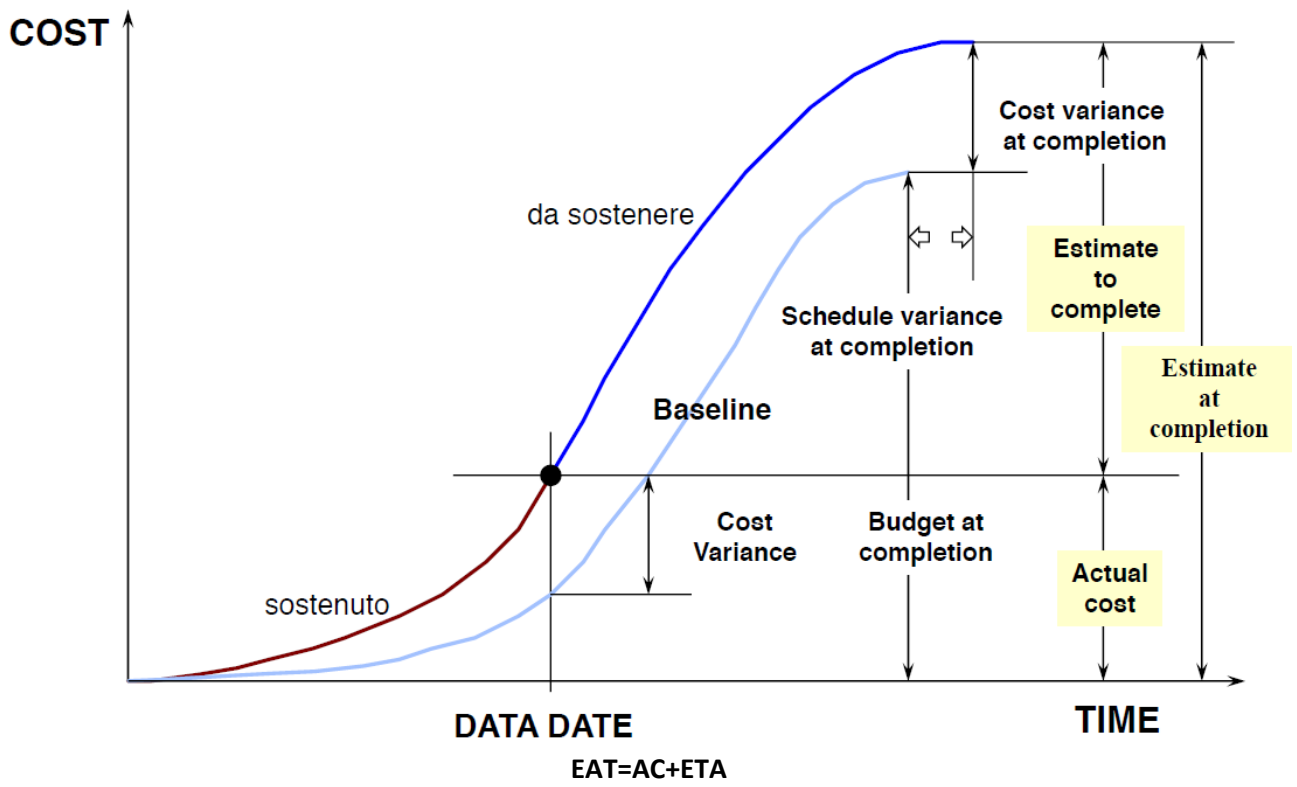 COST
Cost variance
at completion
da sostenere
Estimate
to
complete
Schedule variance
at completion
Estimate
at
completion
Baseline
Cost
Variance
Budget at
completion
Actual
cost
sostenuto
DATA DATE
TIME
EAT=AC+ETA